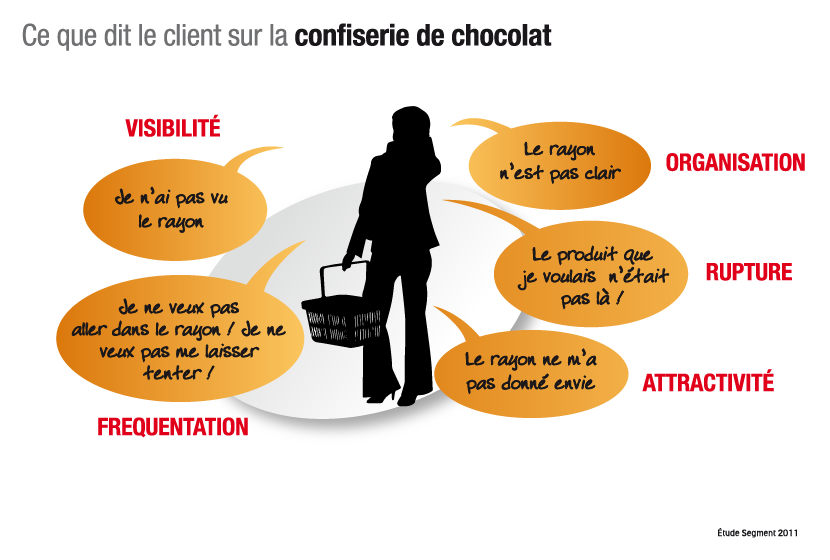 Ce que dit le client sur la confiserie de chocolat
VISIBILITÉ
Je n'ai pas vu
le rayon
Le rayon
n'est pas clair
ORGANISATION
Le produit que
je voulais n'était
pas là !
RUPTURE
Je ne veux pas
aller dans le rayon ! Je ne
veux pas me laisser
tenter !
FREQUENTATION
Le rayon ne m'a
pas donné envie
ATTRACTIVITÉ
Étude Segment 2011